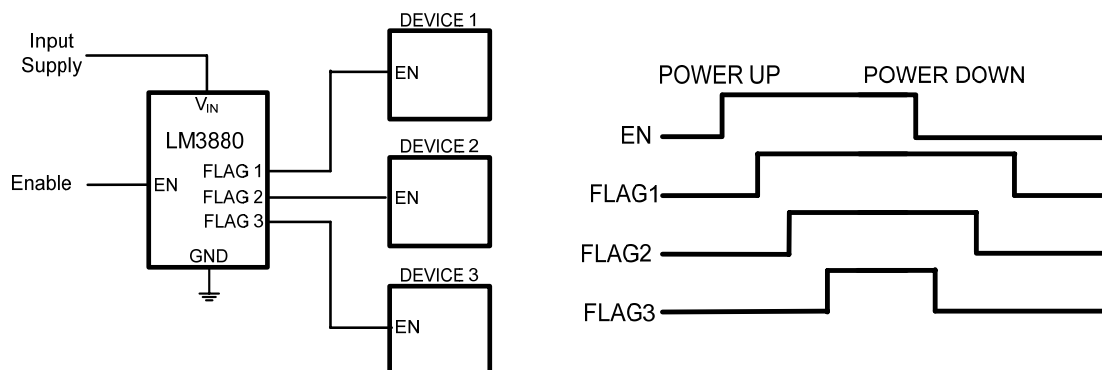 Input
Supply
V_IN
LM3880
Enable
EN
FLAG 1
FLAG 2
FLAG 3
GND
DEVICE 1
EN
DEVICE 2
EN
DEVICE 3
EN
POWER UP
POWER DOWN
EN
FLAG1
FLAG2
FLAG3